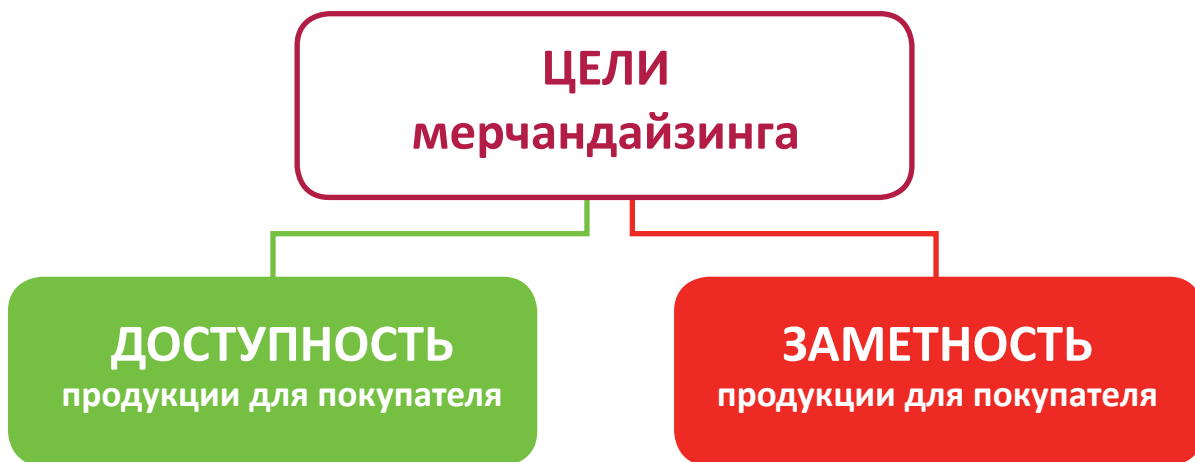 ЦЕЛИ
мерчандайзинга
ДОСТУПНОСТЬ
продукции для покупателя
ЗАМЕТНОСТЬ
продукции для покупателя